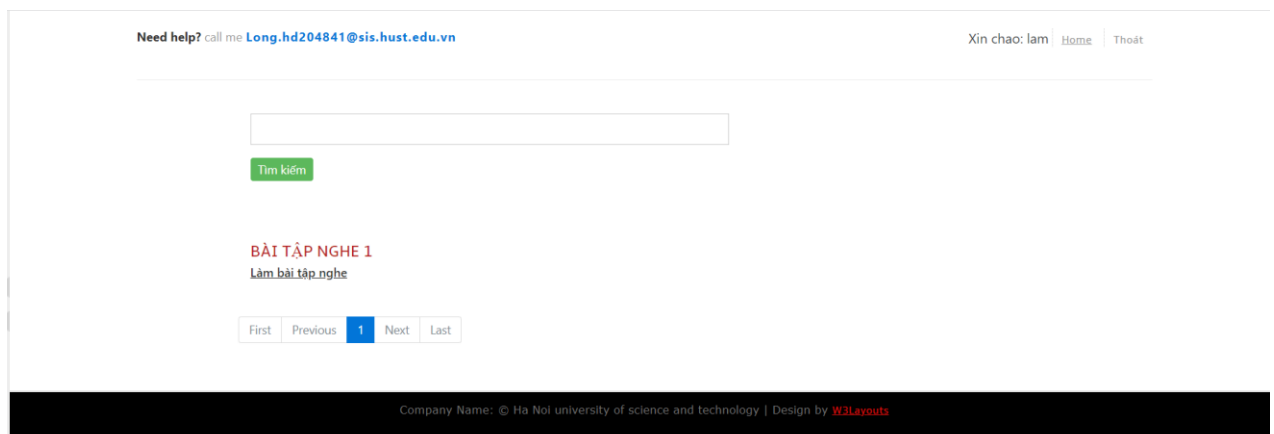 Need help? call me Long.hd204841@sis.hust.edu.vn
Xin chao: lam Home Thoát
Tìm kiếm
BÀI TẬP NGHE 1
Làm bài tập nghe
First Previous 1 Next Last
Company Name: © Ha Noi university of science and technology | Design by W3Layouts